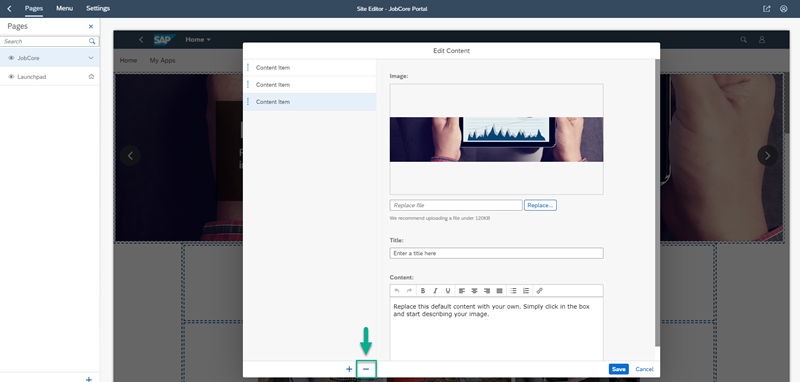 Pages
Menu
Settings
Site Editor - JobCore Portal
Pages
Search
JobCore
Launchpad
SAP
Home
Home
My Apps
Edit Content
Content Item
Content Item
Content Item
Image:
Replace file
Replace...
We recommend uploading a file under 120KB
Title:
Enter a title here
Content:
B I U
Replace this default content with your own. Simply click in the box
and start describing your image.
Save
Cancel